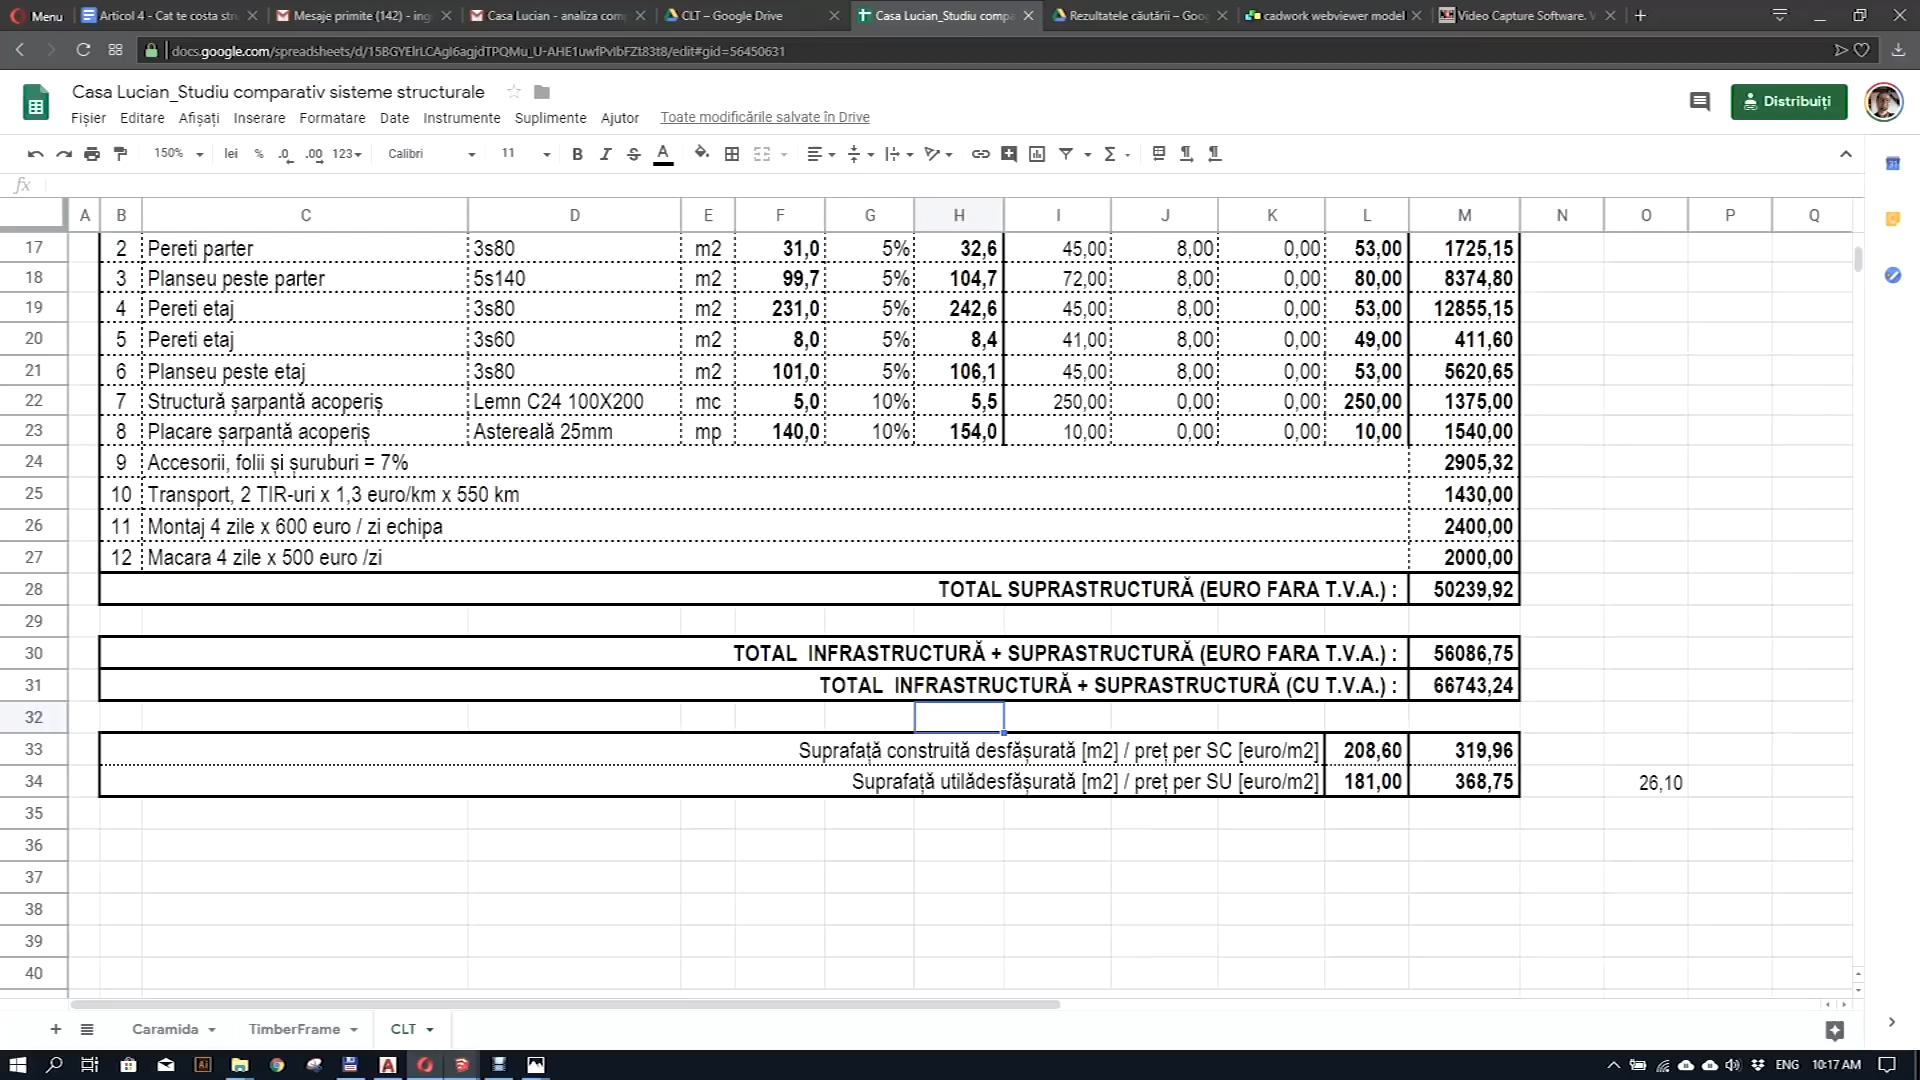 Menu
Articol 4 - Cat te costa stru
Mesaje primite (142) - ing
Casa Lucian - analiza com
CLT – Google Drive
Casa Lucian_Studiu compa
Rezultatele căutării – Goog
cadwork webviewer model
Video Capture Software. V
docs.google.com/spreadsheets/d/15BGYElrLCAgI6agjdTPQMu_U-AHE1uwfPvIbFZt83t8/edit#gid=56450631
Casa Lucian_Studiu comparativ sisteme structurale
Distribuiți
Fișier Editare Afișați Inserare Formatare Date Instrumente Suplimente Ajutor Toate modificările salvate în Drive
150% lei % .0 .00 123 Calibri 11 B I S A
fx
A B C D E F G H I J K L M N O P Q
17 2 Pereti parter 3s80 m2 31,0 5% 32,6 45,00 8,00 0,00 53,00 1725,15
18 3 Planseu peste parter 5s140 m2 99,7 5% 104,7 72,00 8,00 0,00 80,00 8374,80
19 4 Pereti etaj 3s80 m2 231,0 5% 242,6 45,00 8,00 0,00 53,00 12855,15
20 5 Pereti etaj 3s60 m2 8,0 5% 8,4 41,00 8,00 0,00 49,00 411,60
21 6 Planseu peste etaj 3s80 m2 101,0 5% 106,1 45,00 8,00 0,00 53,00 5620,65
22 7 Structură șarpantă acoperiș Lemn C24 100X200 mc 5,0 10% 5,5 250,00 0,00 0,00 250,00 1375,00
23 8 Placare șarpantă acoperiș Astereală 25mm mp 140,0 10% 154,0 10,00 0,00 0,00 10,00 1540,00
24 9 Accesorii, folii și șuruburi = 7% 2905,32
25 10 Transport, 2 TIR-uri x 1,3 euro/km x 550 km 1430,00
26 11 Montaj 4 zile x 600 euro / zi echipa 2400,00
27 12 Macara 4 zile x 500 euro /zi 2000,00
28 TOTAL SUPRASTRUCTURĂ (EURO FARA T.V.A.) : 50239,92
29
30 TOTAL INFRASTRUCTURĂ + SUPRASTRUCTURĂ (EURO FARA T.V.A.) : 56086,75
31 TOTAL INFRASTRUCTURĂ + SUPRASTRUCTURĂ (CU T.V.A.) : 66743,24
32
33 Suprafață construită desfășurată [m2] / preț per SC [euro/m2] 208,60 319,96
34 Suprafață utilădesfășurată [m2] / preț per SU [euro/m2] 181,00 368,75 26,10
35
36
37
38
39
40
Caramida TimberFrame CLT
ENG 10:17 AM